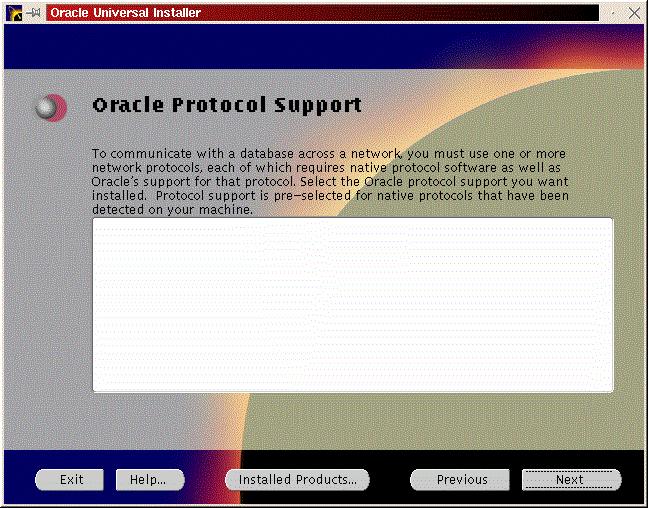 Oracle Universal Installer
Oracle Protocol Support
To communicate with a database across a network, you must use one or more
network protocols, each of which requires native protocol software as well as
Oracle's support for that protocol. Select the Oracle protocol support you want
installed.  Protocol support is pre-selected for native protocols that have been
detected on your machine.
Exit
Help...
Installed Products...
Previous
Next